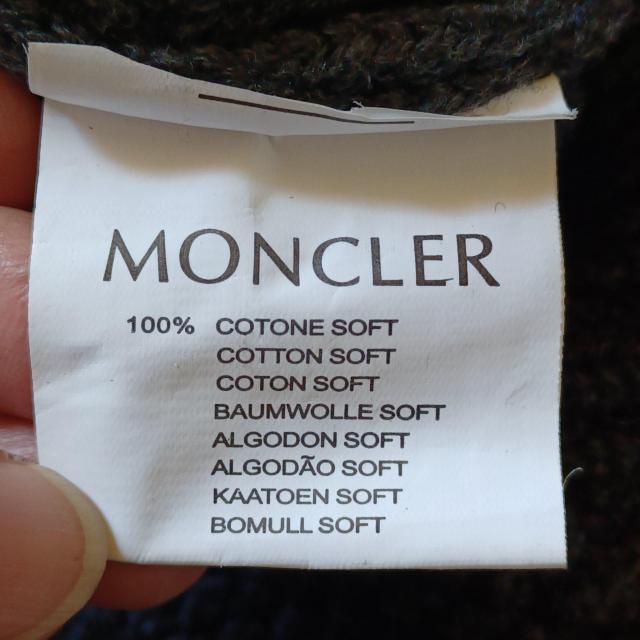 MONCLER
100% COTONE SOFT
COTTON SOFT
COTON SOFT
BAUMWOLLE SOFT
ALGODON SOFT
ALGODÃO SOFT
KAATOEN SOFT
BOMULL SOFT